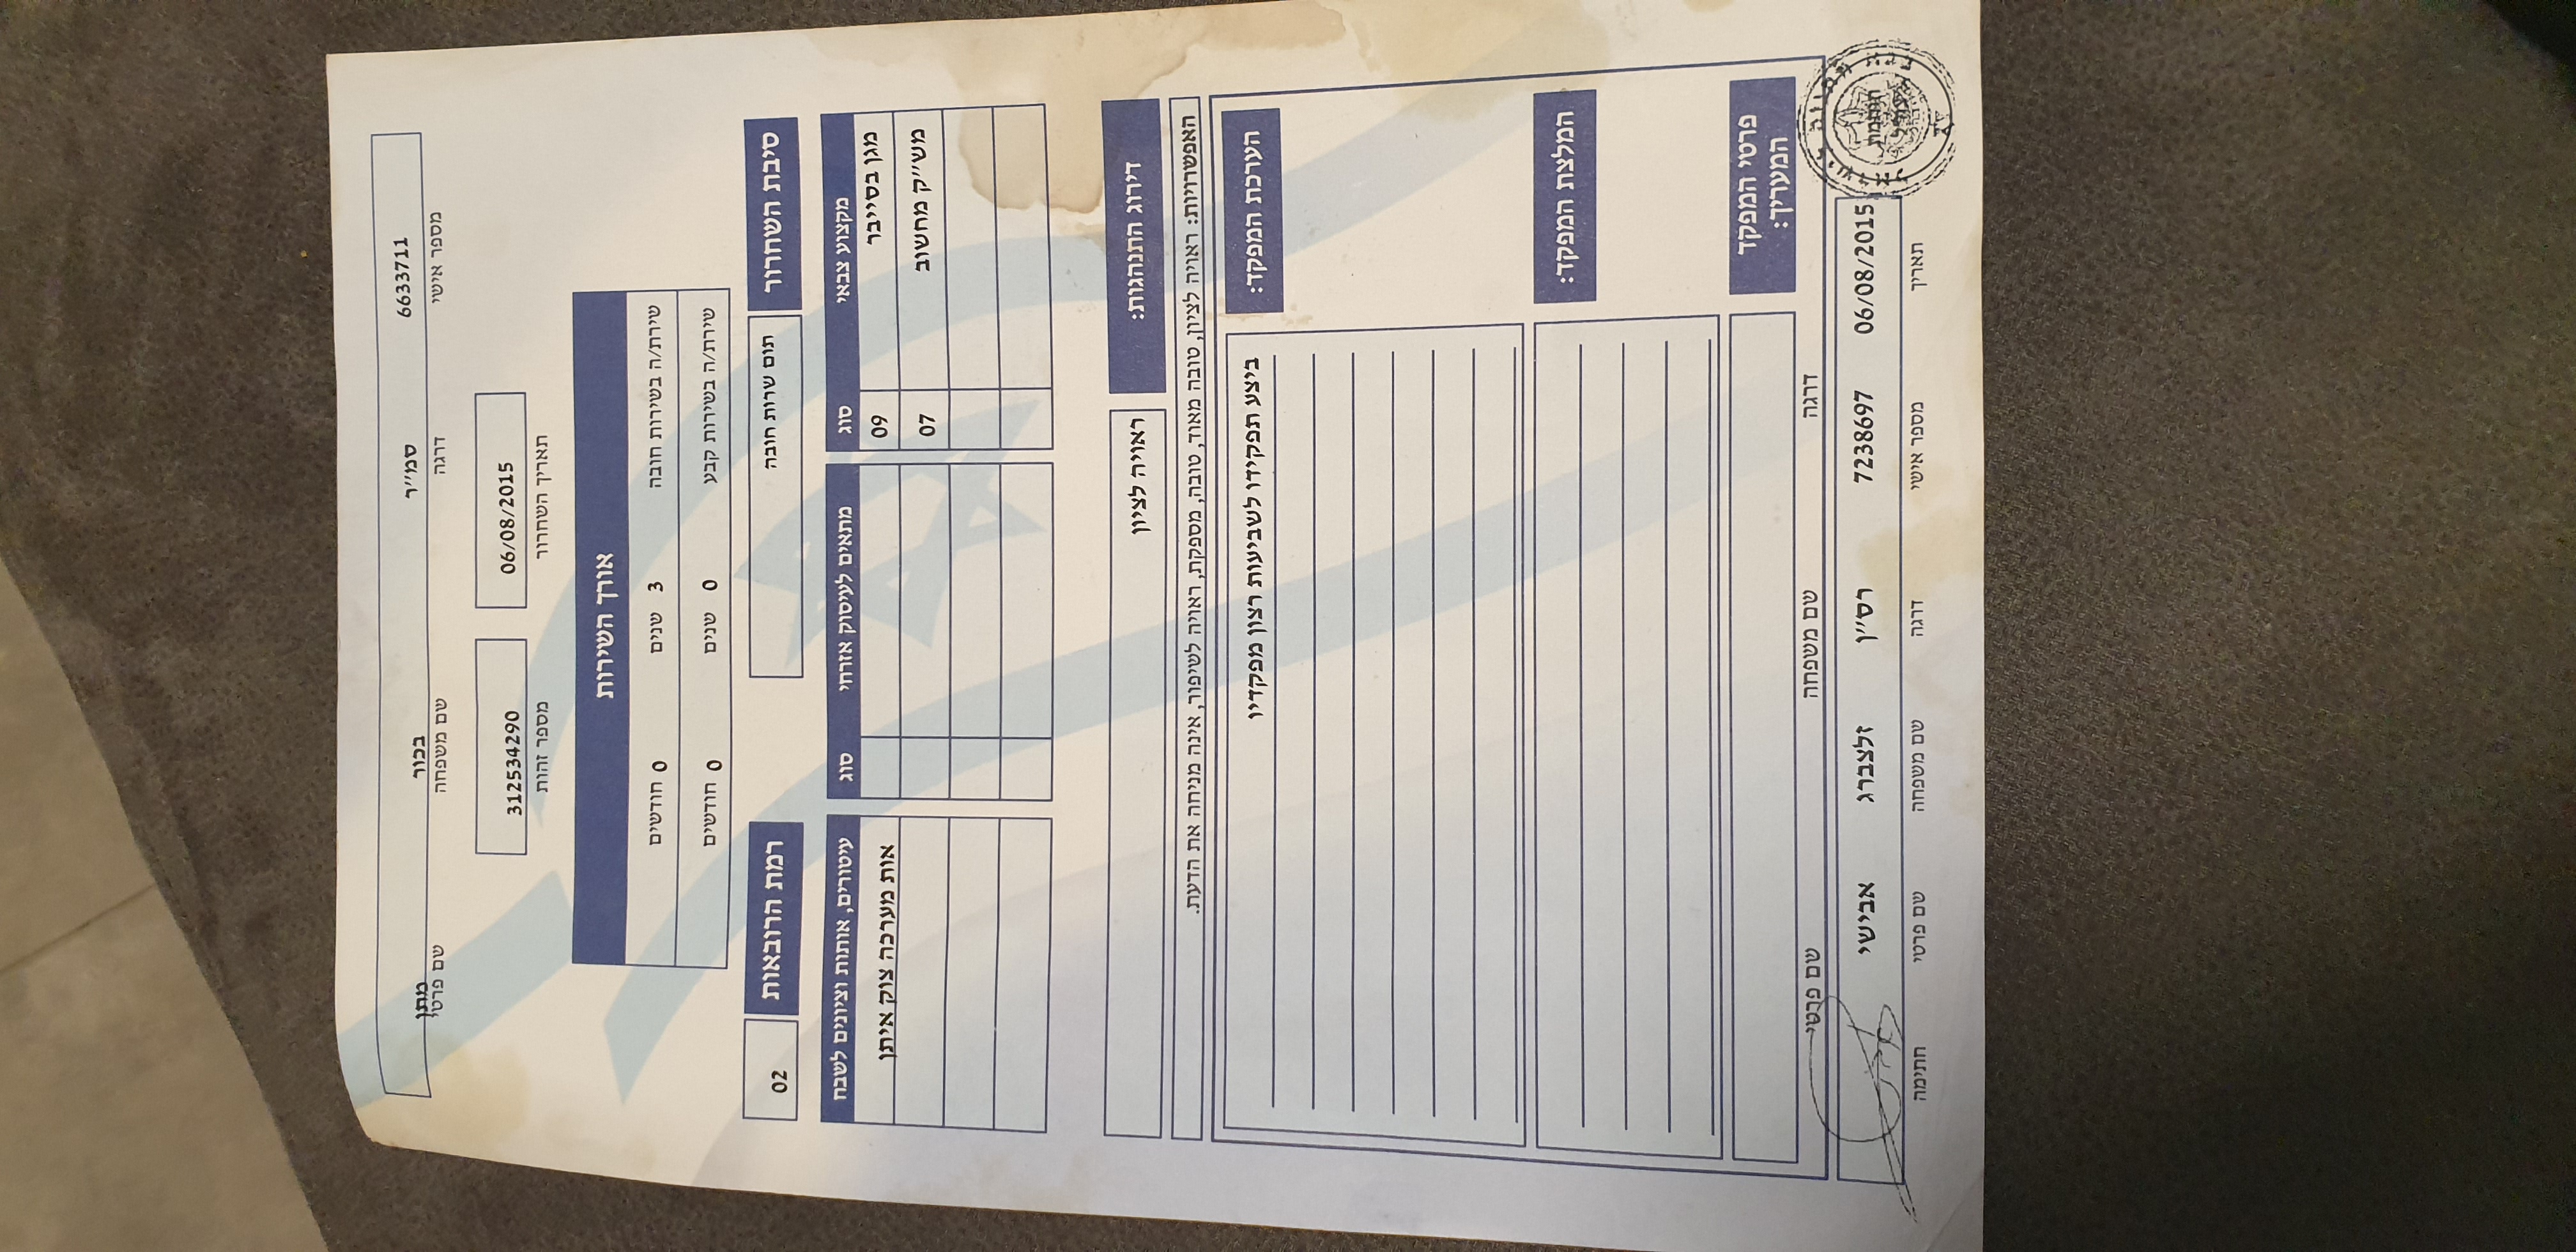 6633711 סמ״ר בכור מתן
מספר אישי דרגה שם משפחה שם פרטי
06/08/2015 312534290
תאריך השחרור מספר זהות
אורך השירות
שירת/ה בשירות חובה 3 שנים 0 חודשים
שירת/ה בשירות קבע 0 שנים 0 חודשים
סיבת השחרור תום שרות חובה רמת הרובאות 02
מקצוע צבאי סוג מתאים לעיסוק אזרחי סוג עיטורים, אותות וציונים לשבח
מגן בסייבר 09 אות מערכה צוק איתן
מש״ק מחשוב 07
דירוג התנהגות: ראויה לציון
האפשרויות: ראויה לציון, טובה מאוד, טובה, מספקת, ראויה לשיפור, אינה מניחה את הדעת.
הערכת המפקד: ביצע תפקידו לשביעות רצון מפקדיו
המלצת המפקד:
פרטי המפקד
המעריך:
דרגה שם משפחה שם פרטי
06/08/2015 7238697 רס״ן זלצברג אבישי
תאריך מספר אישי דרגה שם משפחה שם פרטי חתימה